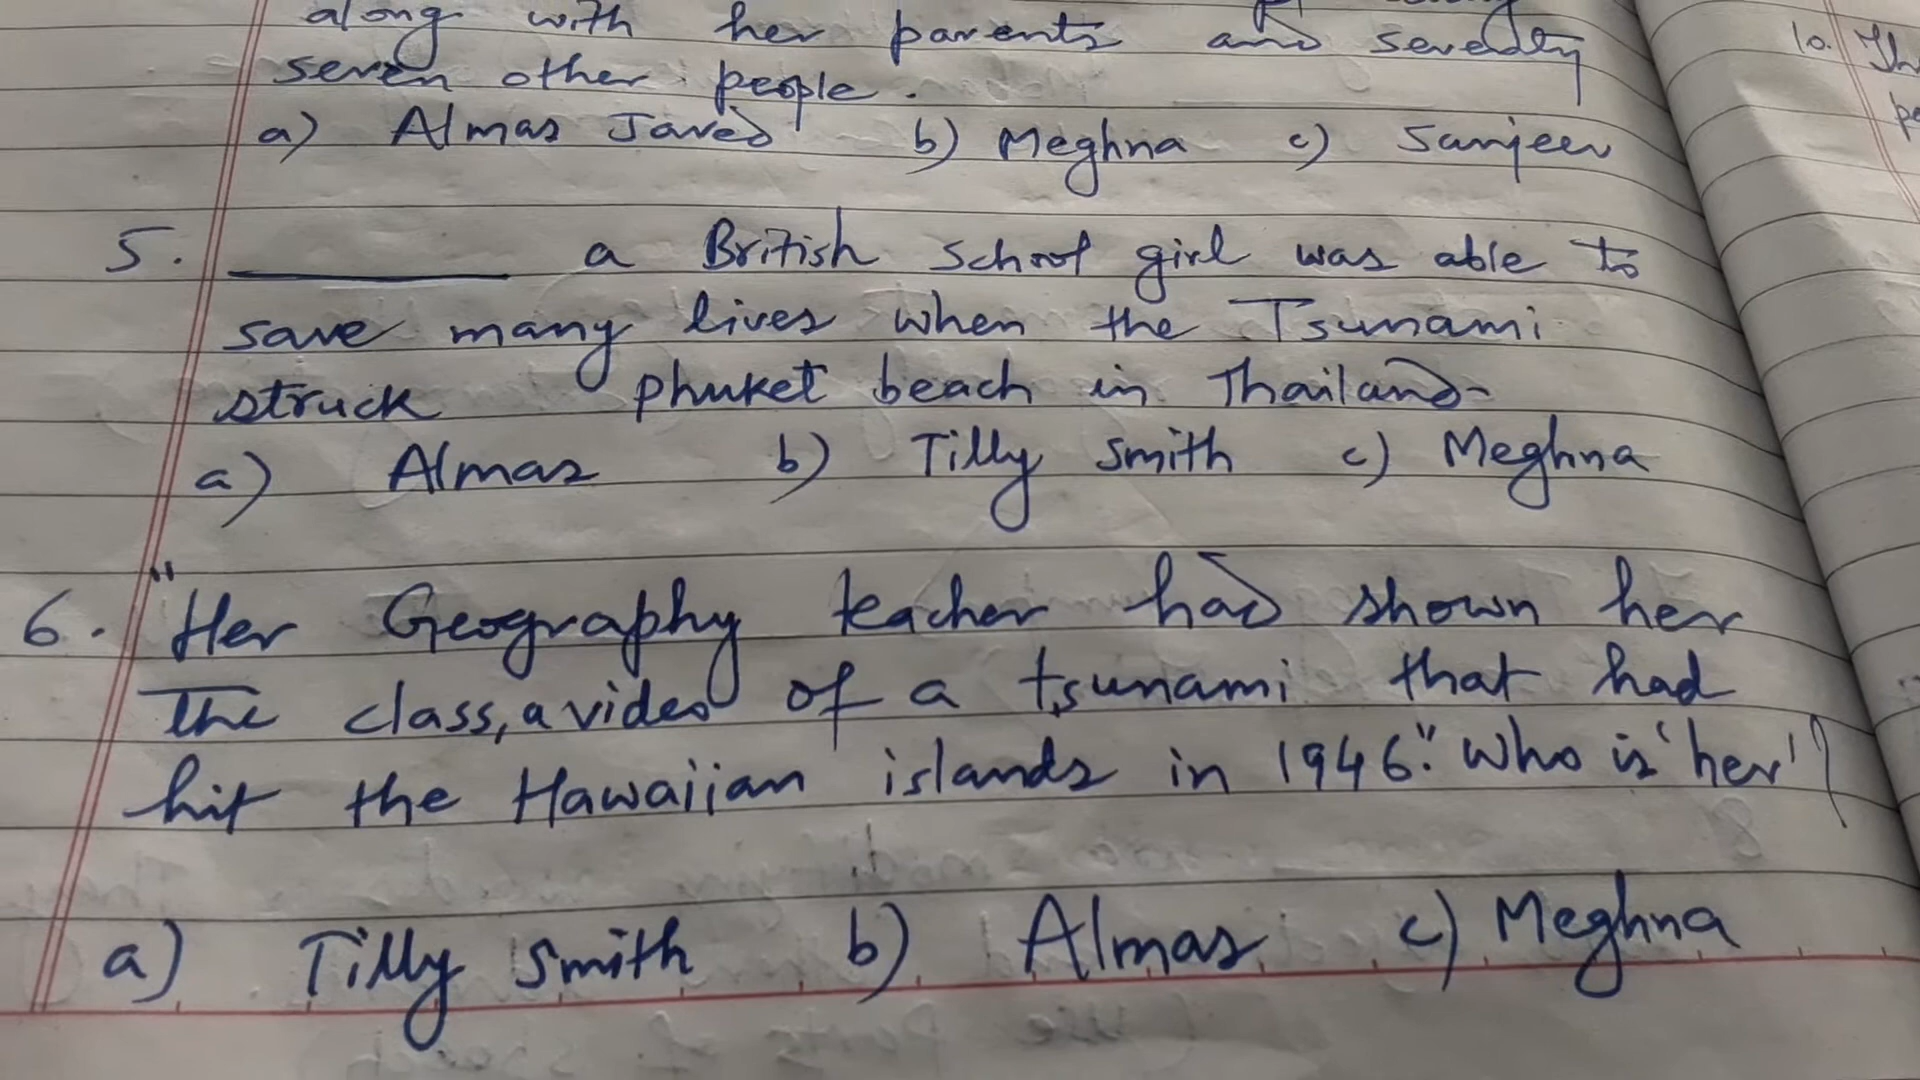 along with her parents and seventy
seven other people.
a) Almas Javed b) Meghna c) Sanjeev
5. ________ a British school girl was able to
save many lives when the Tsunami
struck phuket beach in Thailand-
a) Almas b) Tilly smith c) Meghna
6. "Her Geography teacher had shown her
the class, a video of a tsunami that had
hit the Hawaiian islands in 1946". Who is 'her'?
a) Tilly Smith b) Almas c) Meghna
10. Th
pe